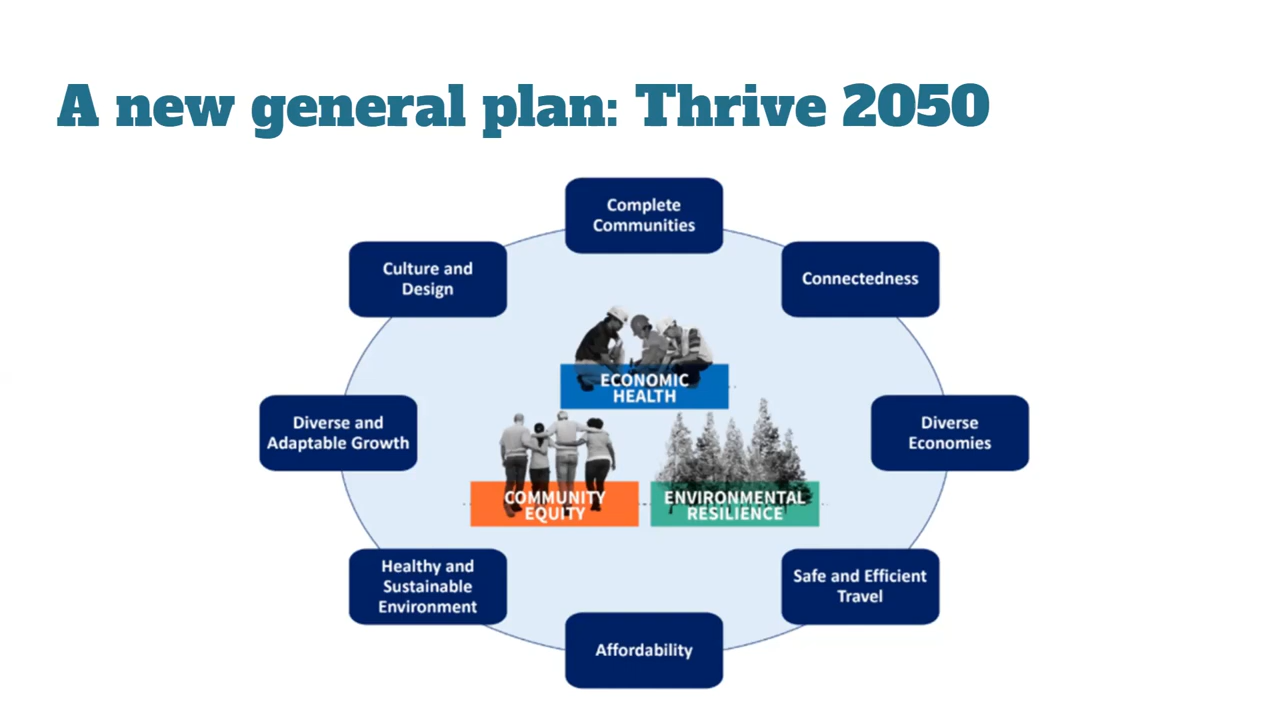 A new general plan: Thrive 2050
Complete
Communities
Culture and
Design
Connectedness
ECONOMIC
HEALTH
Diverse and
Adaptable Growth
Diverse
Economies
COMMUNITY
EQUITY
ENVIRONMENTAL
RESILIENCE
Healthy and
Sustainable
Environment
Safe and Efficient
Travel
Affordability